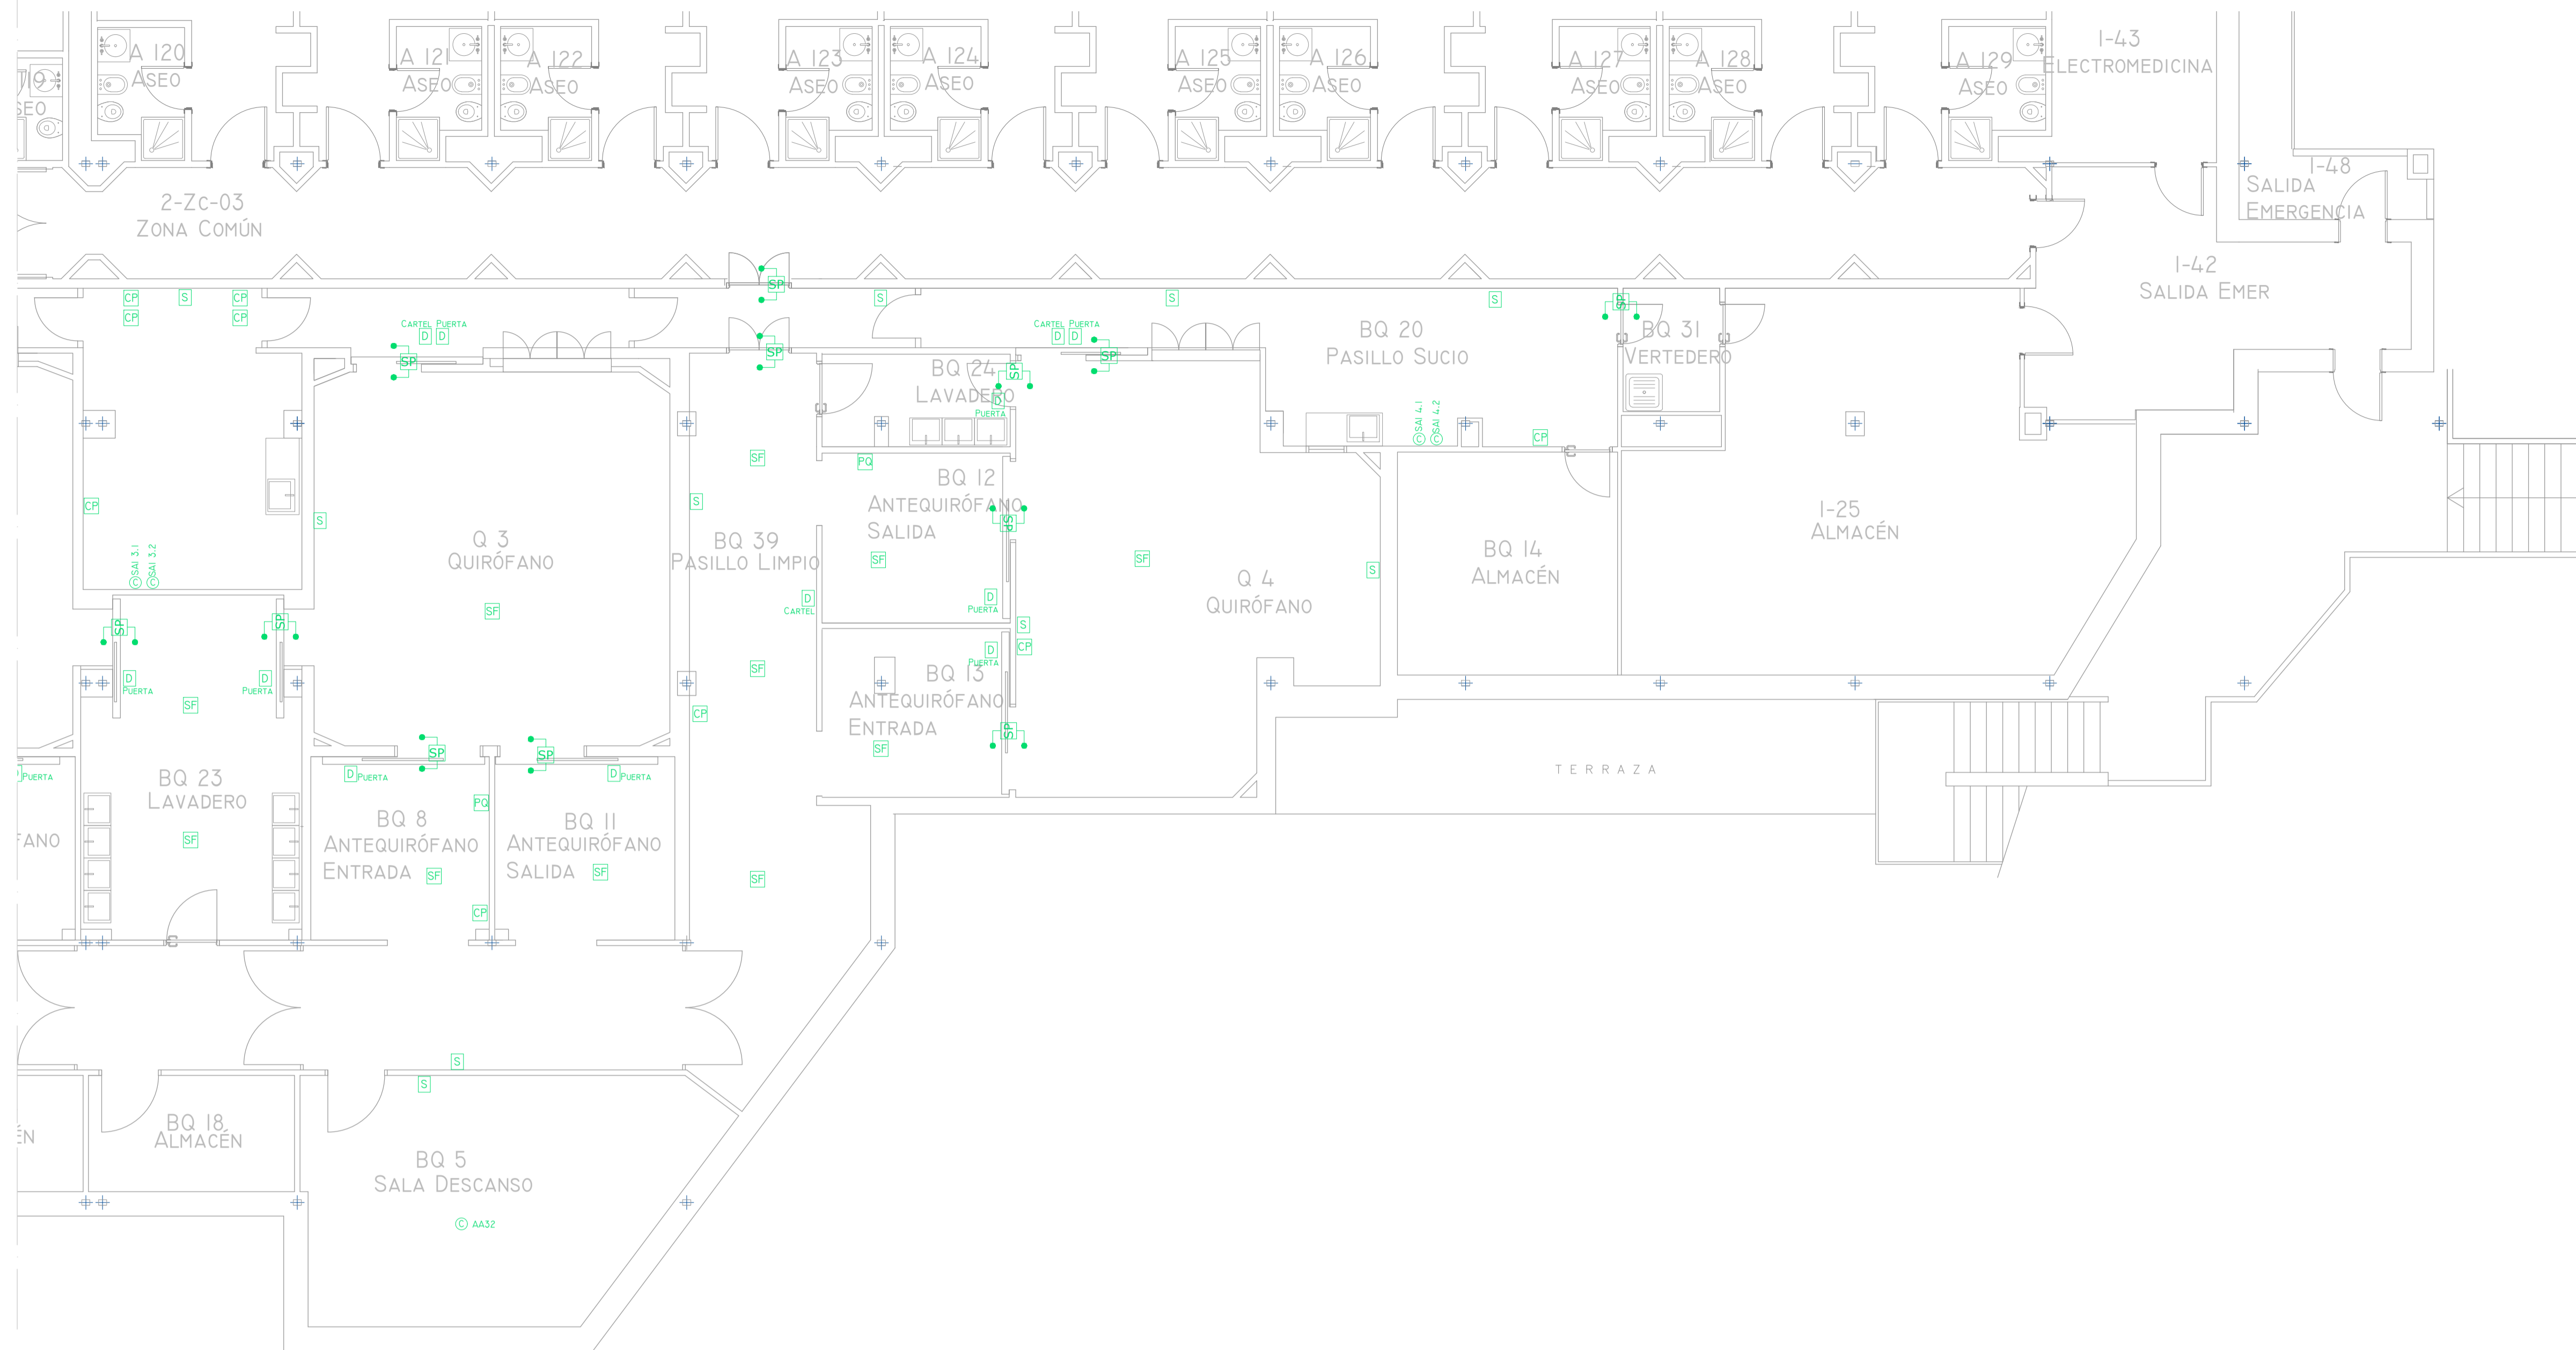 A 120
ASEO
A 121
ASEO
A 122
ASEO
A 123
ASEO
A 124
ASEO
A 125
ASEO
A 126
ASEO
A 127
ASEO
A 128
ASEO
A 129
ASEO
I-43
ELECTROMEDICINA
19
SEO
I-48
SALIDA
EMERGENCIA
2-ZC-03
ZONA COMÚN
I-42
SALIDA EMER
SP
CP
S
CP
S
S
S
SP
CP
CP
CARTEL PUERTA
D D
SP
SP
CARTEL PUERTA
D D
SP
BQ 20
PASILLO SUCIO
BQ 31
VERTEDERO
BQ 24
LAVADERO
SP
D
PUERTA
SAI 4.1
SAI 4.2
C C
CP
SF
PQ
BQ 12
ANTEQUIRÓFANO
SALIDA
SP
CP
S
S
I-25
ALMACÉN
Q 3
QUIRÓFANO
BQ 39
PASILLO LIMPIO
SF
SF
BQ 14
ALMACÉN
S
SAI 3.1
SAI 3.2
C C
Q 4
QUIRÓFANO
SF
D
CARTEL
D
PUERTA
SP
SP
S
CP
D
PUERTA
D
PUERTA
D
PUERTA
SF
SF
BQ 13
ANTEQUIRÓFANO
ENTRADA
SP
CP
SF
SP
SP
D PUERTA
D PUERTA
PUERTA
TERRAZA
BQ 23
LAVADERO
SF
PQ
BQ 8
ANTEQUIRÓFANO
ENTRADA
BQ 11
ANTEQUIRÓFANO
SALIDA
FANO
SF
SF
SF
CP
S
S
BQ 18
ALMACÉN
ÉN
BQ 5
SALA DESCANSO
C AA32